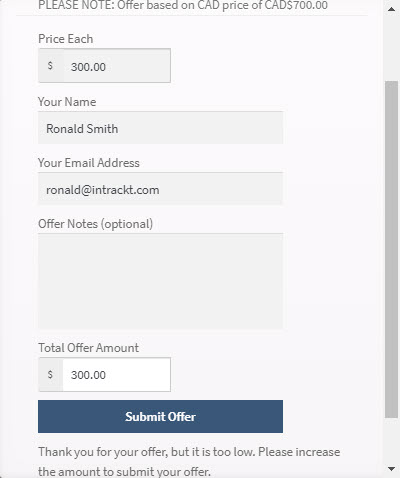 PLEASE NOTE: Offer based on CAD price of CAD$700.00
Price Each
$ 300.00
Your Name
Ronald Smith
Your Email Address
ronald@intrackt.com
Offer Notes (optional)
Total Offer Amount
$ 300.00
Submit Offer
Thank you for your offer, but it is too low. Please increase
the amount to submit your offer.